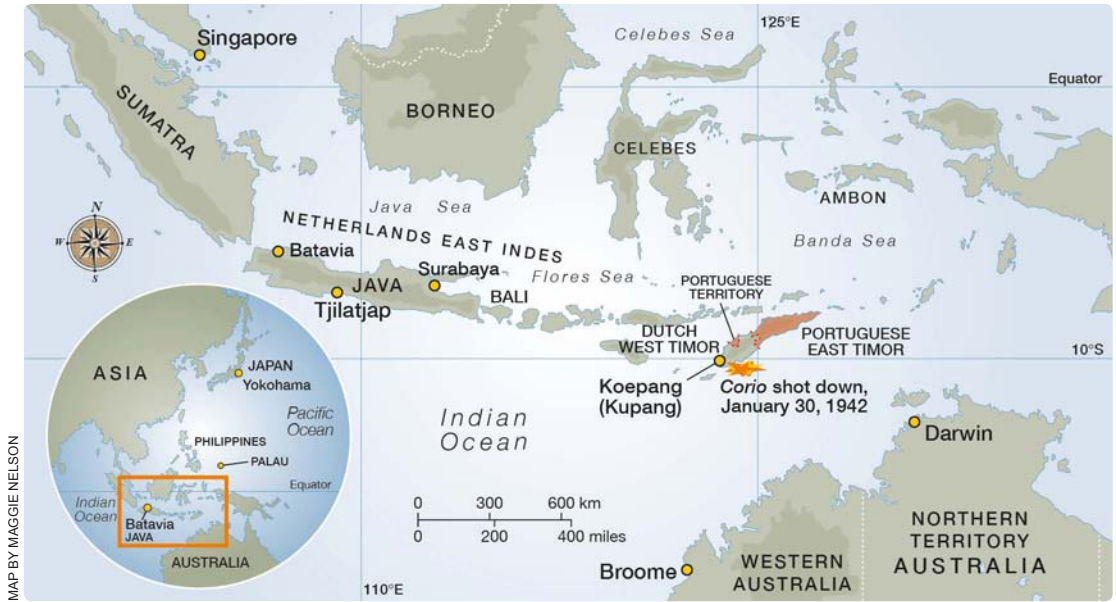 125°E
Celebes Sea
Singapore
Equator
SUMATRA
BORNEO
CELEBES
AMBON
Java Sea
Banda Sea
N
W E
S
NETHERLANDS EAST INDES
Batavia
Surabaya
Flores Sea
JAVA
BALI
Tjilatjap
PORTUGUESE
TERRITORY
DUTCH
WEST TIMOR
PORTUGUESE
EAST TIMOR
10°S
Koepang
(Kupang)
Corio shot down,
January 30, 1942
Indian
Ocean
Darwin
0 300 600 km
0 200 400 miles
NORTHERN
TERRITORY
AUSTRALIA
WESTERN
AUSTRALIA
Broome
110°E
ASIA
JAPAN
Yokohama
Pacific
Ocean
PHILIPPINES
PALAU
Equator
Indian
Ocean
Batavia
JAVA
AUSTRALIA
MAP BY MAGGIE NELSON